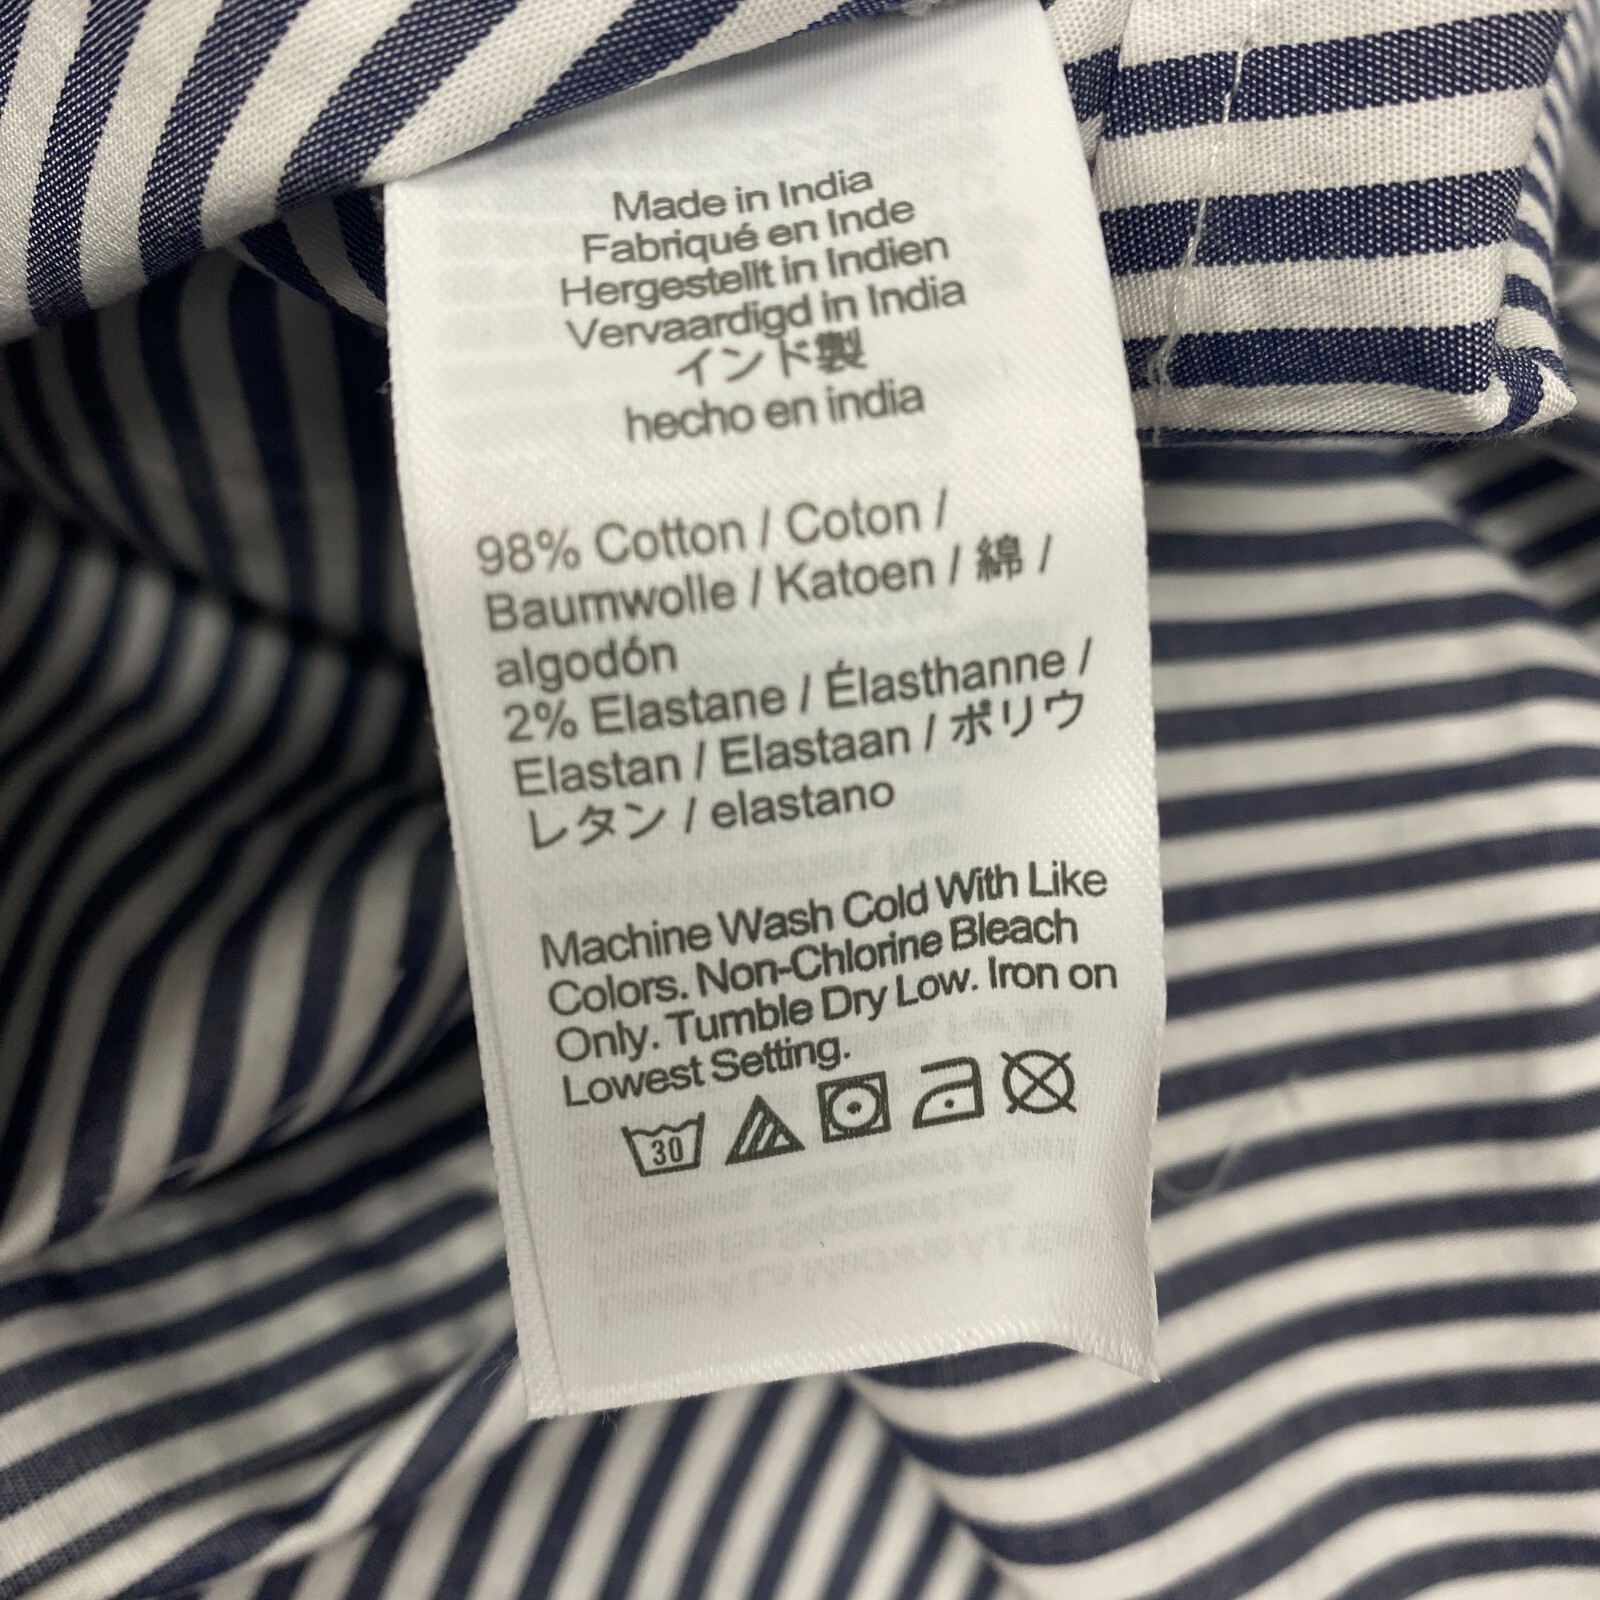 Made in India
Fabriqué en Inde
Hergestellt in Indien
Vervaardigd in India
インド製
hecho en india
98% Cotton / Coton /
Baumwolle / Katoen / 綿 /
algodón
2% Elastane / Élasthanne /
Elastan / Elastaan / ポリウ
レタン / elastano
Machine Wash Cold With Like
Colors. Non-Chlorine Bleach
Only. Tumble Dry Low. Iron on
Lowest Setting.
30